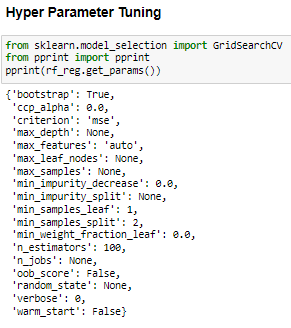 Hyper Parameter Tuning
from sklearn.model_selection import GridSearchCV
from pprint import pprint
pprint(rf_reg.get_params())
{'bootstrap': True,
 'ccp_alpha': 0.0,
 'criterion': 'mse',
 'max_depth': None,
 'max_features': 'auto',
 'max_leaf_nodes': None,
 'max_samples': None,
 'min_impurity_decrease': 0.0,
 'min_impurity_split': None,
 'min_samples_leaf': 1,
 'min_samples_split': 2,
 'min_weight_fraction_leaf': 0.0,
 'n_estimators': 100,
 'n_jobs': None,
 'oob_score': False,
 'random_state': None,
 'verbose': 0,
 'warm_start': False}